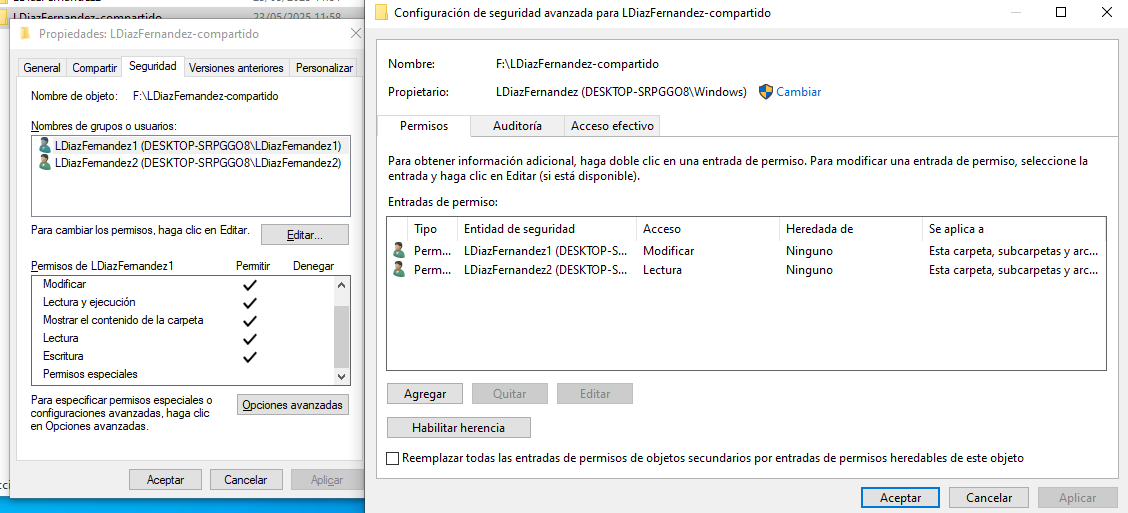 LDiazFernandez-compartido
23/05/2025 11:58
Propiedades: LDiazFernandez-compartido
General
Compartir
Seguridad
Versiones anteriores
Personalizar
Nombre de objeto: F:\LDiazFernandez-compartido
Nombres de grupos o usuarios:
LDiazFernandez1 (DESKTOP-SRPGGO8\LDiazFernandez1)
LDiazFernandez2 (DESKTOP-SRPGGO8\LDiazFernandez2)
Para cambiar los permisos, haga clic en Editar.
Editar...
Permisos de LDiazFernandez1 Permitir Denegar
Modificar
Lectura y ejecución
Mostrar el contenido de la carpeta
Lectura
Escritura
Permisos especiales
Para especificar permisos especiales o
configuraciones avanzadas, haga clic
en Opciones avanzadas.
Opciones avanzadas
Aceptar
Cancelar
Aplicar
Configuración de seguridad avanzada para LDiazFernandez-compartido
Nombre: F:\LDiazFernandez-compartido
Propietario: LDiazFernandez (DESKTOP-SRPGGO8\Windows) Cambiar
Permisos
Auditoría
Acceso efectivo
Para obtener información adicional, haga doble clic en una entrada de permiso. Para modificar una entrada de permiso, seleccione la
entrada y haga clic en Editar (si está disponible).
Entradas de permiso:
Tipo Entidad de seguridad Acceso Heredada de Se aplica a
Perm... LDiazFernandez1 (DESKTOP-S... Modificar Ninguno Esta carpeta, subcarpetas y arc...
Perm... LDiazFernandez2 (DESKTOP-S... Lectura Ninguno Esta carpeta, subcarpetas y arc...
Agregar
Quitar
Editar
Habilitar herencia
Reemplazar todas las entradas de permisos de objetos secundarios por entradas de permisos heredables de este objeto
Aceptar
Cancelar
Aplicar